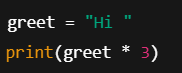 greet = "Hi "
print(greet * 3)